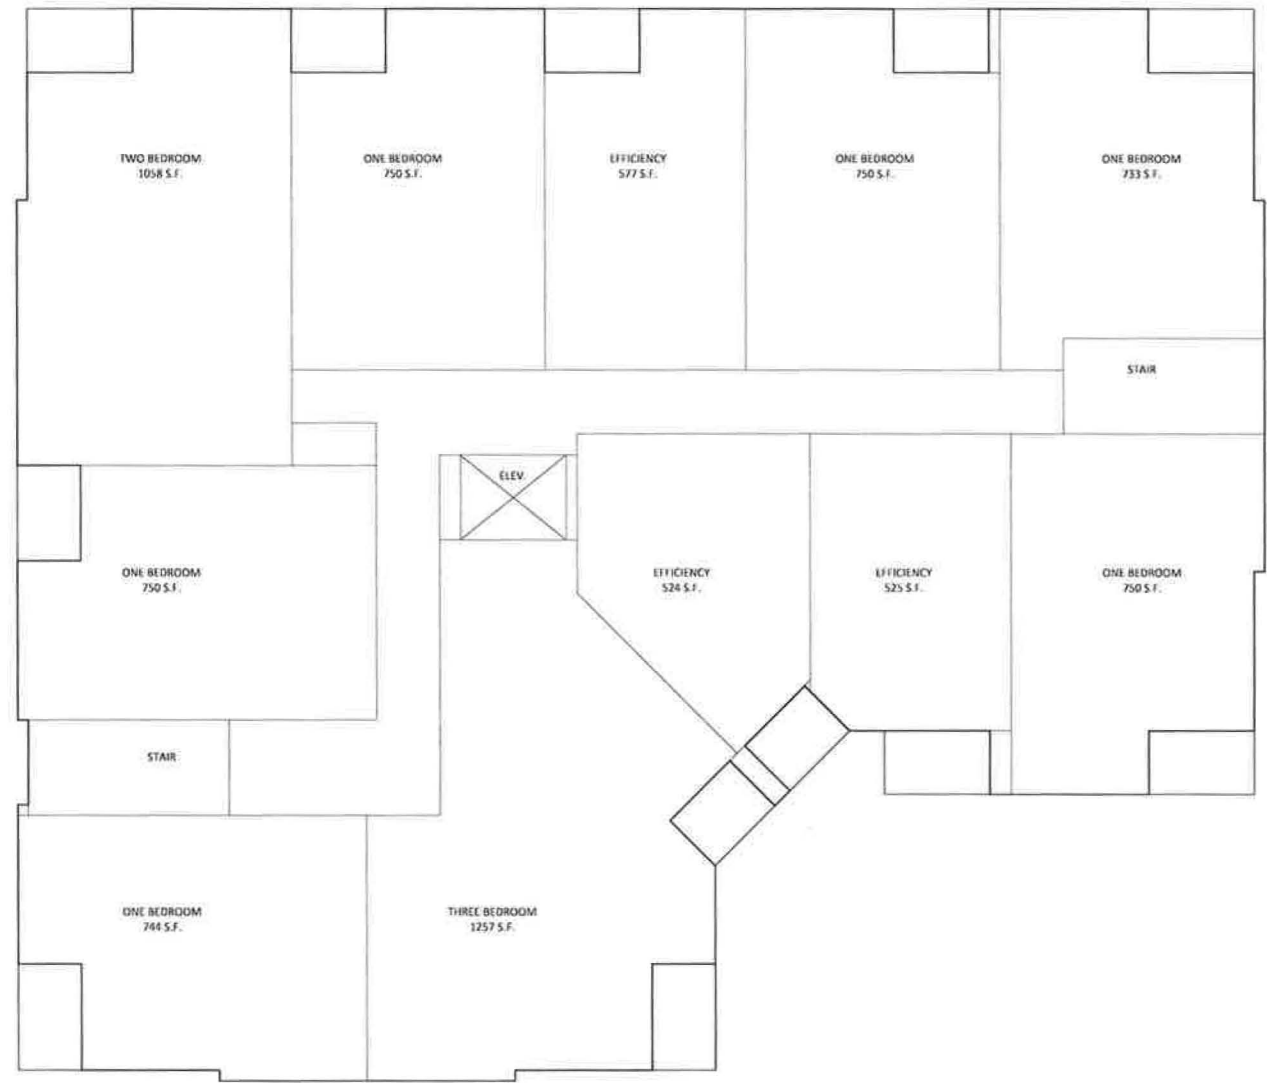 TWO BEDROOM
1058 S.F.
ONE BEDROOM
750 S.F.
EFFICIENCY
577 S.F.
ONE BEDROOM
750 S.F.
ONE BEDROOM
733 S.F.
STAIR
ELEV.
ONE BEDROOM
750 S.F.
EFFICIENCY
524 S.F.
EFFICIENCY
525 S.F.
ONE BEDROOM
750 S.F.
STAIR
ONE BEDROOM
744 S.F.
THREE BEDROOM
1257 S.F.